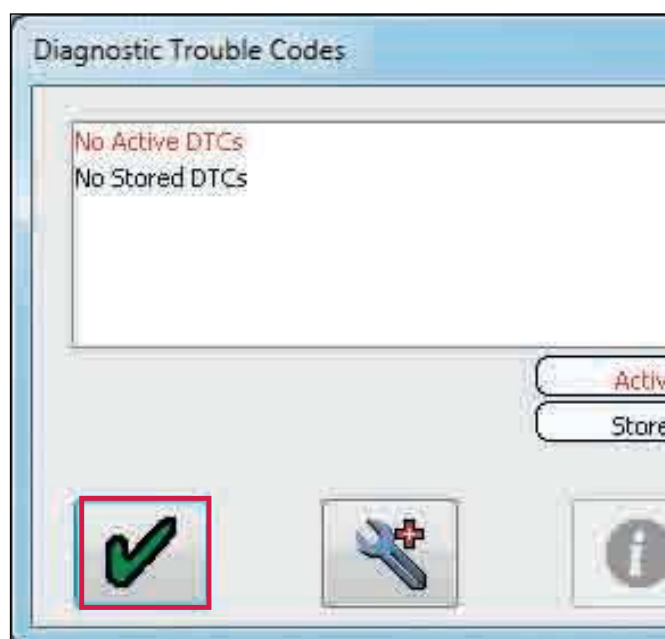 Diagnostic Trouble Codes
No Active DTCs
No Stored DTCs
Activ
Store